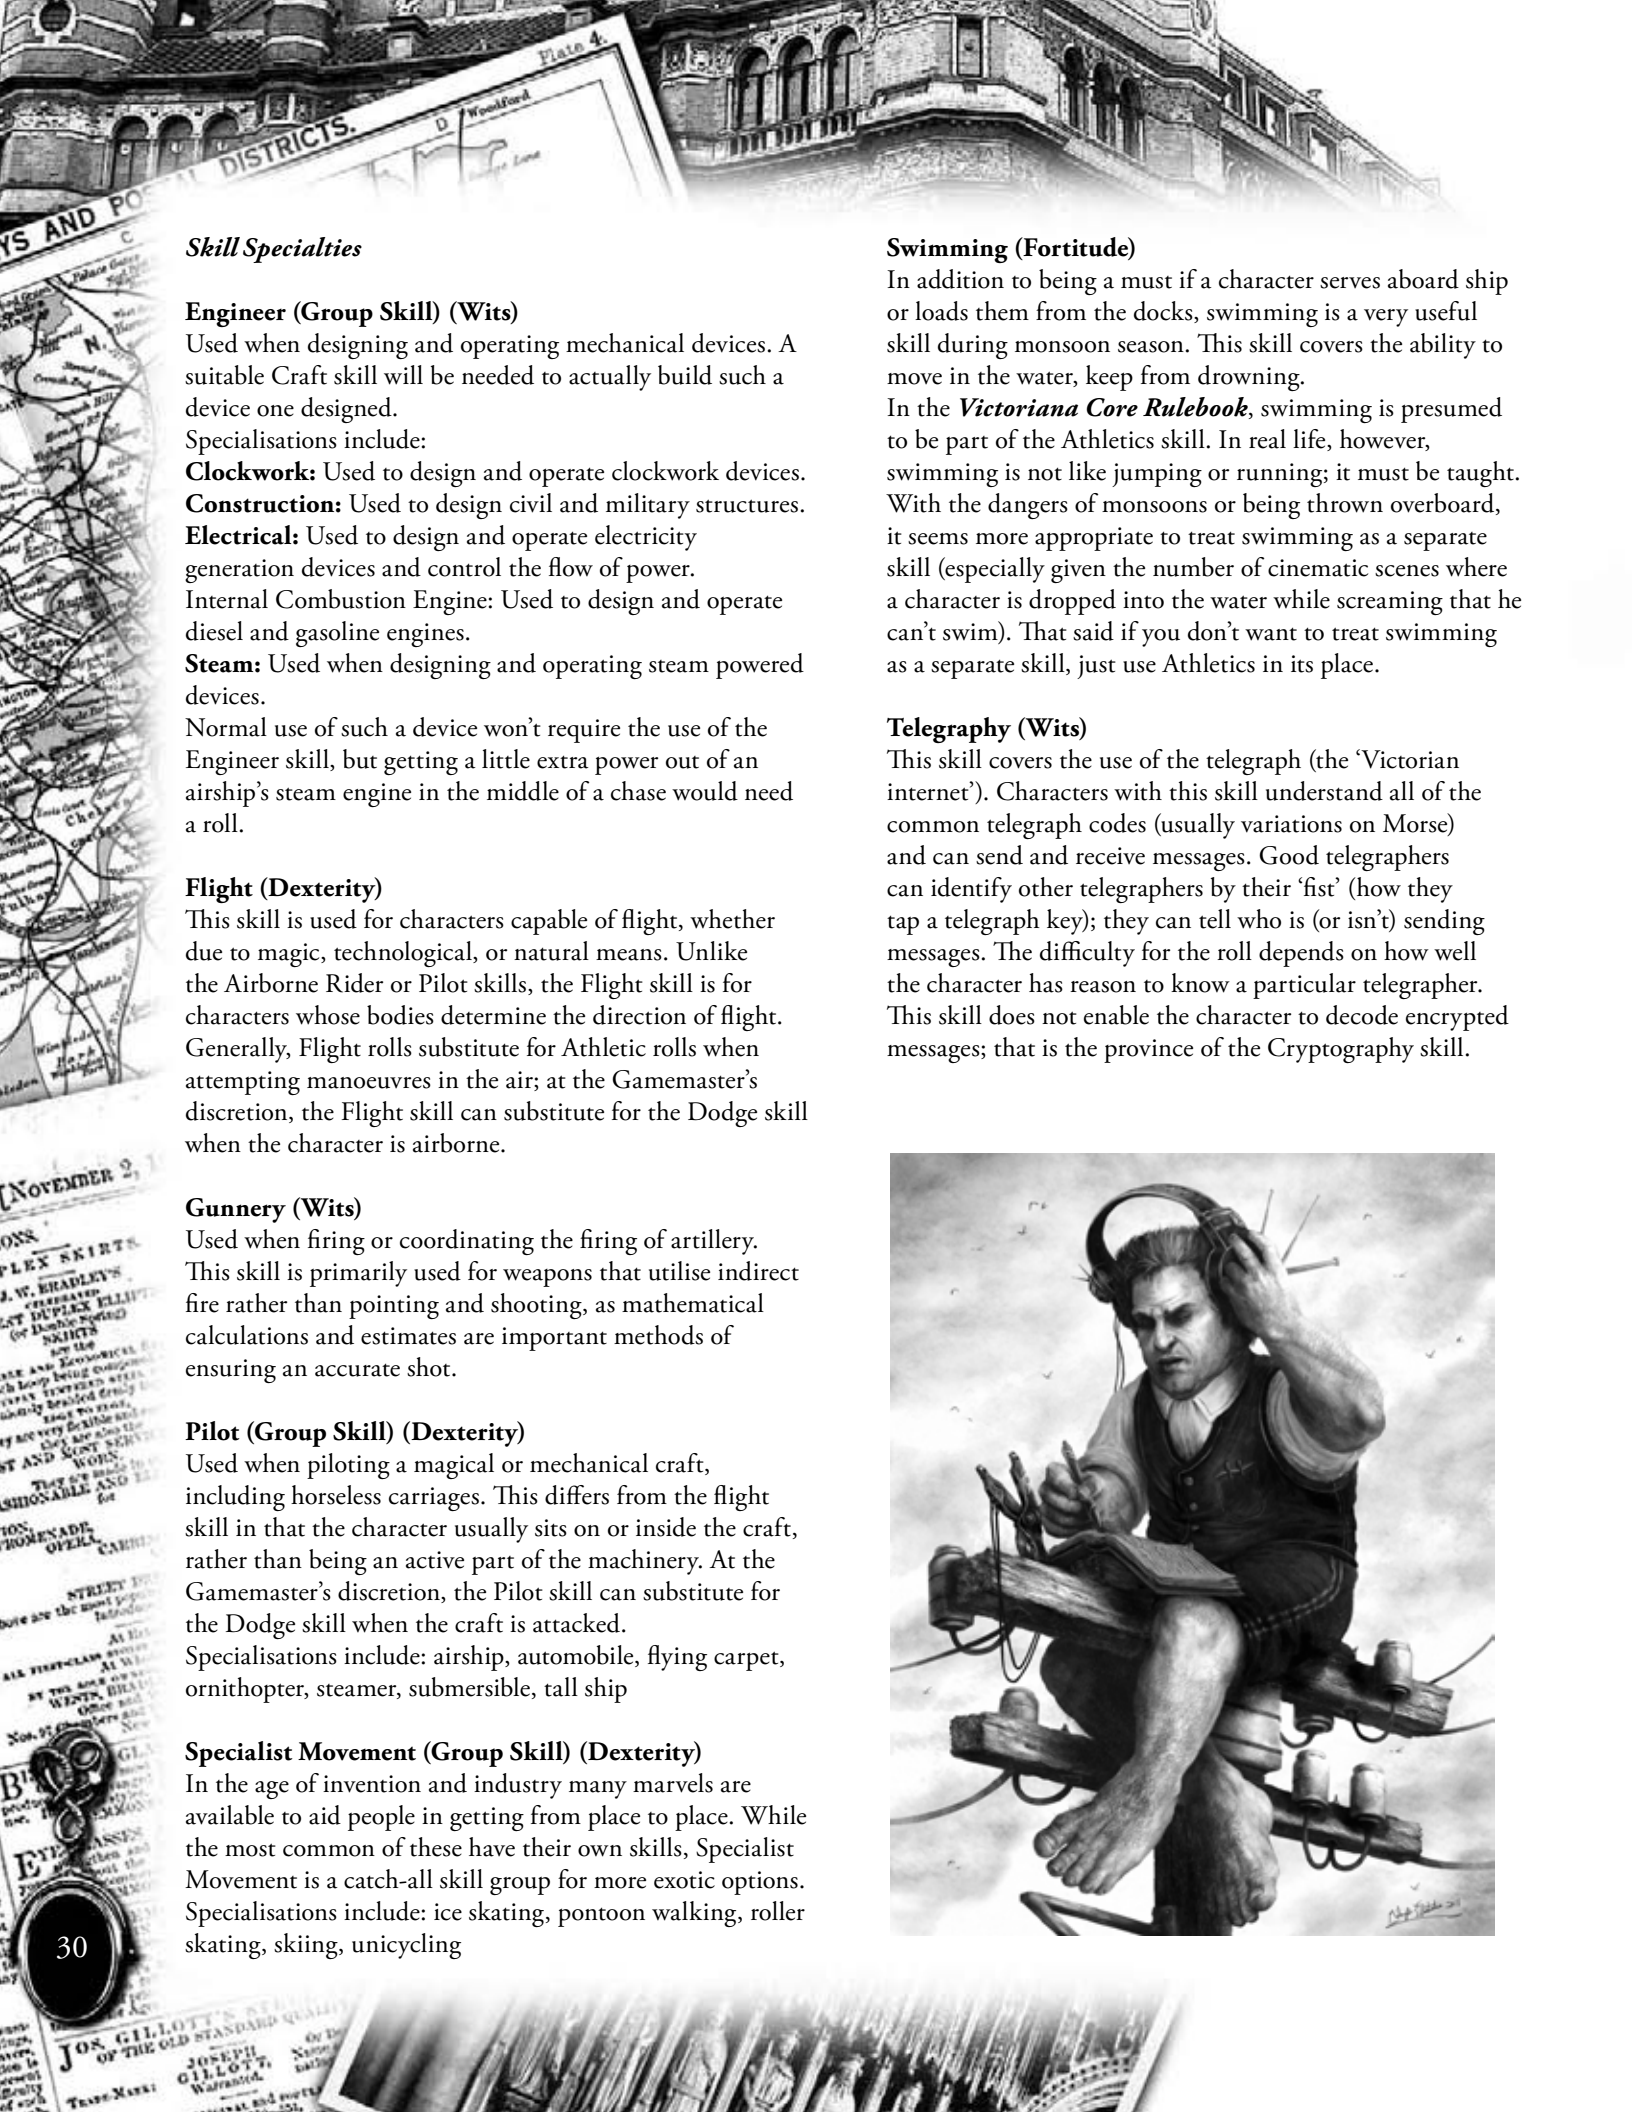 Plate 4.
D
Woodford
DISTRICTS.
YS AND PO
C
N.
[NOVEMBER 2,
PLEX SKIRTS
J. W. BRADLEY'S
Skill Specialties
Engineer (Group Skill) (Wits)
Used when designing and operating mechanical devices. A
suitable Craft skill will be needed to actually build such a
device one designed.
Specialisations include:
Clockwork: Used to design and operate clockwork devices.
Construction: Used to design civil and military structures.
Electrical: Used to design and operate electricity
generation devices and control the flow of power.
Internal Combustion Engine: Used to design and operate
diesel and gasoline engines.
Steam: Used when designing and operating steam powered
devices.
Normal use of such a device won't require the use of the
Engineer skill, but getting a little extra power out of an
airship's steam engine in the middle of a chase would need
a roll.
Flight (Dexterity)
This skill is used for characters capable of flight, whether
due to magic, technological, or natural means. Unlike
the Airborne Rider or Pilot skills, the Flight skill is for
characters whose bodies determine the direction of flight.
Generally, Flight rolls substitute for Athletic rolls when
attempting manoeuvres in the air; at the Gamemaster's
discretion, the Flight skill can substitute for the Dodge skill
when the character is airborne.
Gunnery (Wits)
Used when firing or coordinating the firing of artillery.
This skill is primarily used for weapons that utilise indirect
fire rather than pointing and shooting, as mathematical
calculations and estimates are important methods of
ensuring an accurate shot.
Pilot (Group Skill) (Dexterity)
Used when piloting a magical or mechanical craft,
including horseless carriages. This differs from the flight
skill in that the character usually sits on or inside the craft,
rather than being an active part of the machinery. At the
Gamemaster's discretion, the Pilot skill can substitute for
the Dodge skill when the craft is attacked.
Specialisations include: airship, automobile, flying carpet,
ornithopter, steamer, submersible, tall ship
Specialist Movement (Group Skill) (Dexterity)
In the age of invention and industry many marvels are
available to aid people in getting from place to place. While
the most common of these have their own skills, Specialist
Movement is a catch-all skill group for more exotic options.
Specialisations include: ice skating, pontoon walking, roller
skating, skiing, unicycling
Swimming (Fortitude)
In addition to being a must if a character serves aboard ship
or loads them from the docks, swimming is a very useful
skill during monsoon season. This skill covers the ability to
move in the water, keep from drowning.
In the Victoriana Core Rulebook, swimming is presumed
to be part of the Athletics skill. In real life, however,
swimming is not like jumping or running; it must be taught.
With the dangers of monsoons or being thrown overboard,
it seems more appropriate to treat swimming as a separate
skill (especially given the number of cinematic scenes where
a character is dropped into the water while screaming that he
can't swim). That said if you don't want to treat swimming
as a separate skill, just use Athletics in its place.
Telegraphy (Wits)
This skill covers the use of the telegraph (the 'Victorian
internet'). Characters with this skill understand all of the
common telegraph codes (usually variations on Morse)
and can send and receive messages. Good telegraphers
can identify other telegraphers by their 'fist' (how they
tap a telegraph key); they can tell who is (or isn't) sending
messages. The difficulty for the roll depends on how well
the character has reason to know a particular telegrapher.
This skill does not enable the character to decode encrypted
messages; that is the province of the Cryptography skill.
30
JOS. GILLOTT'S
OF THE OLD STANDARD QUALITY
TRADE MARK:
JOSEPH
GILLOTT,
Warranted.